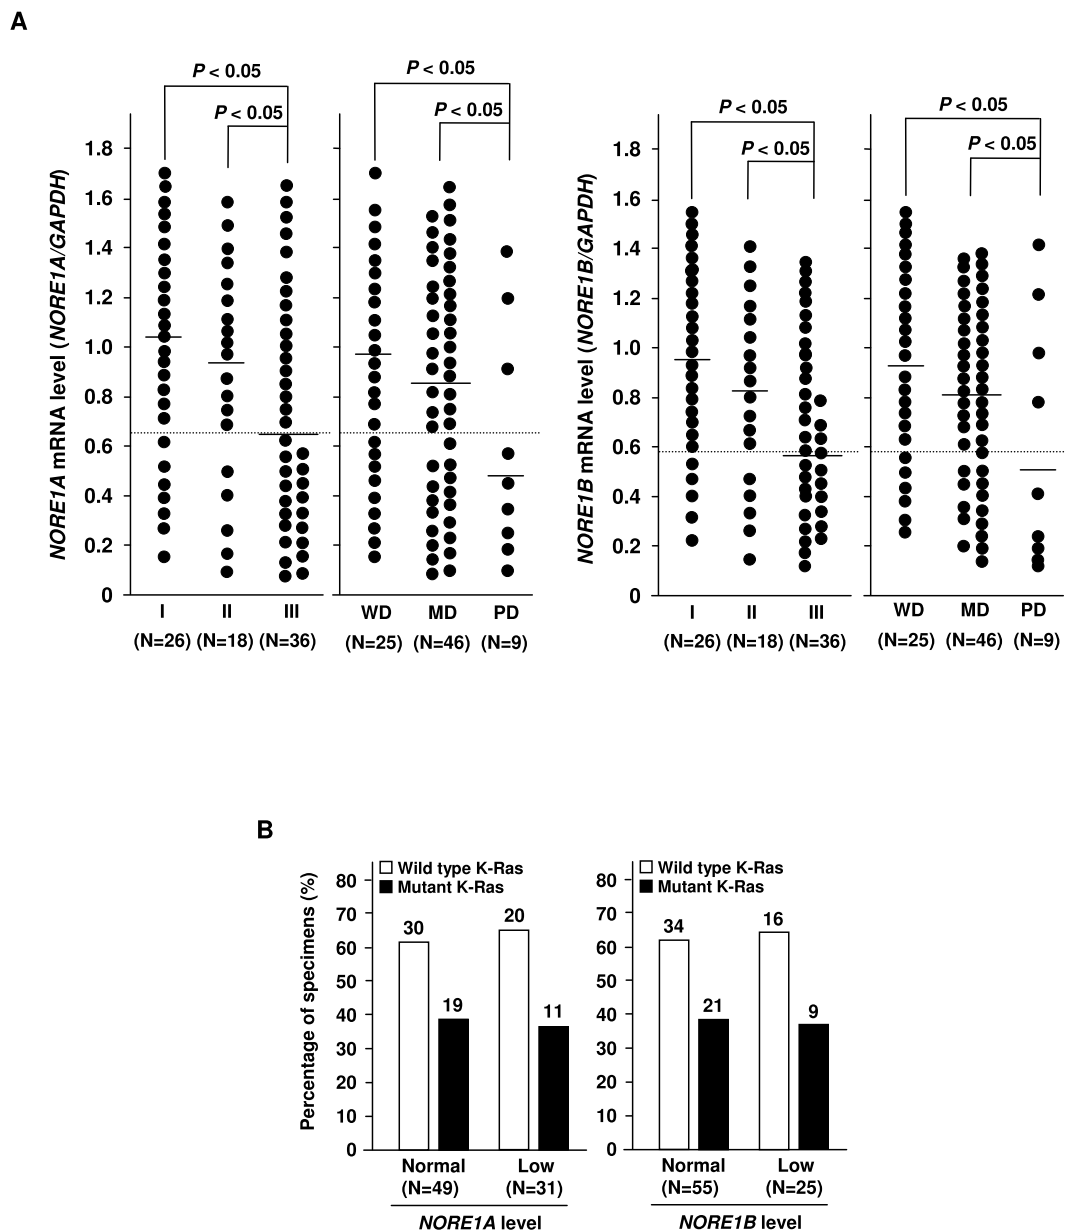 A
P < 0.05
P < 0.05
P < 0.05
P < 0.05
NORE1A mRNA level (NORE1A/GAPDH)
1.8
1.6
1.4
1.2
1.0
0.8
0.6
0.4
0.2
0
I II III
(N=26) (N=18) (N=36)
WD MD PD
(N=25) (N=46) (N=9)
P < 0.05
P < 0.05
P < 0.05
P < 0.05
NORE1B mRNA level (NORE1B/GAPDH)
1.8
1.6
1.4
1.2
1.0
0.8
0.6
0.4
0.2
0
I II III
(N=26) (N=18) (N=36)
WD MD PD
(N=25) (N=46) (N=9)
B
Percentage of specimens (%)
80
70
60
50
40
30
20
10
0
Wild type K-Ras
Mutant K-Ras
30 19 20 11
Normal Low
(N=49) (N=31)
NORE1A level
80
70
60
50
40
30
20
10
0
Wild type K-Ras
Mutant K-Ras
34 21 16 9
Normal Low
(N=55) (N=25)
NORE1B level